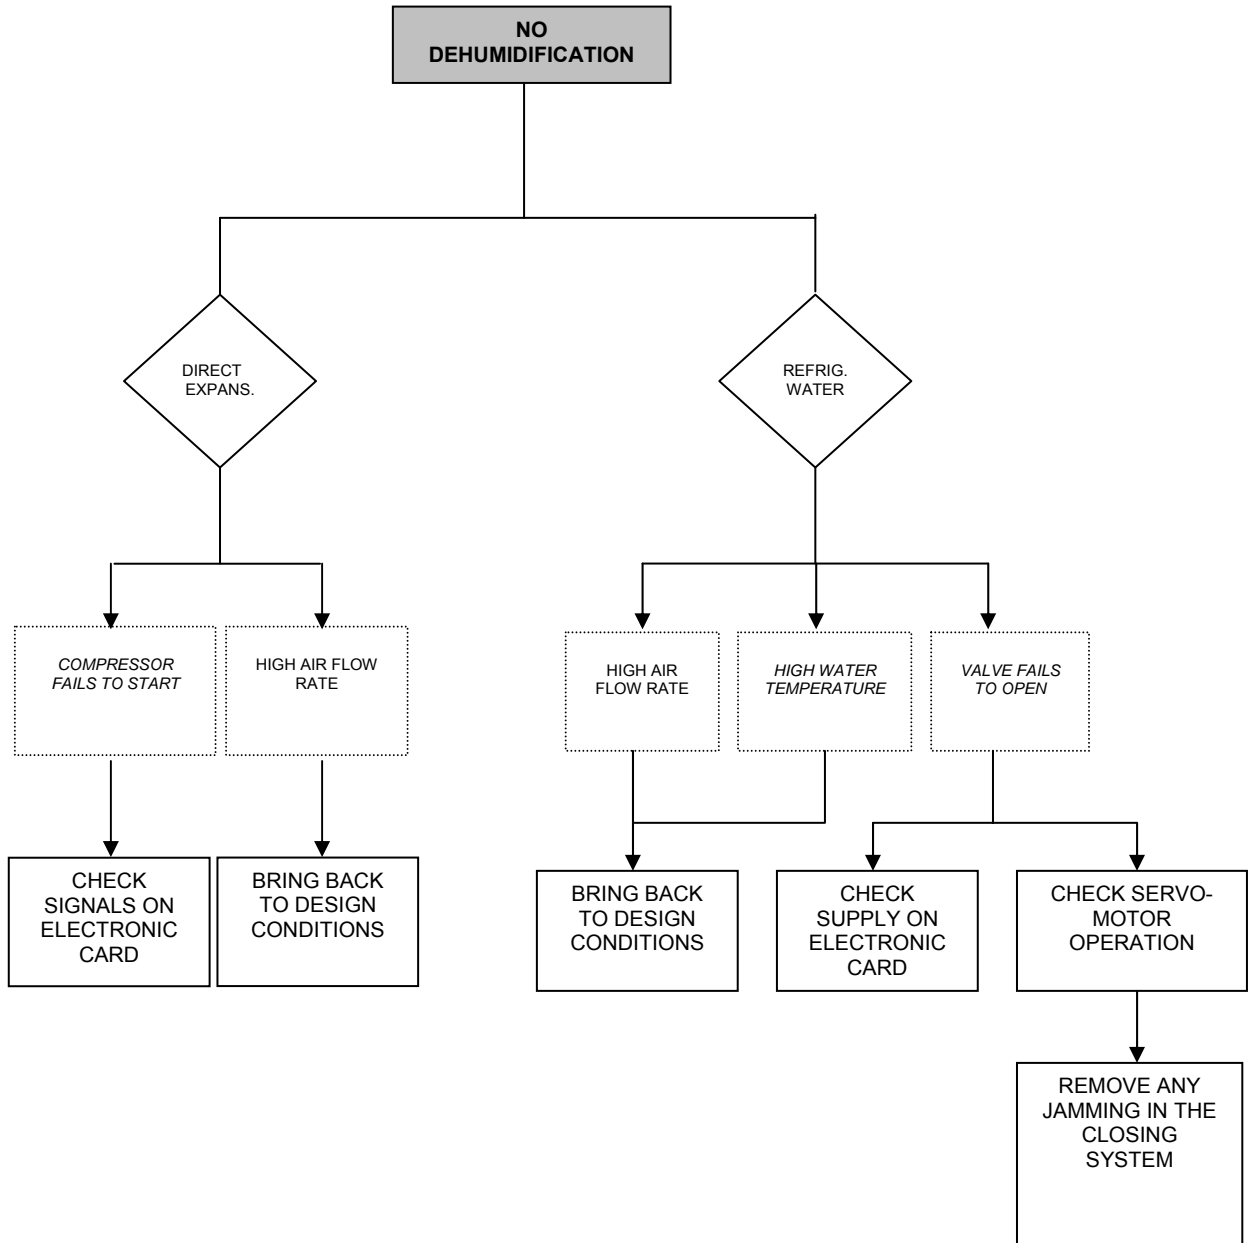 NO
DEHUMIDIFICATION
DIRECT
EXPANS.
REFRIG.
WATER
COMPRESSOR
FAILS TO START
HIGH AIR FLOW
RATE
HIGH AIR
FLOW RATE
HIGH WATER
TEMPERATURE
VALVE FAILS
TO OPEN
CHECK
SIGNALS ON
ELECTRONIC
CARD
BRING BACK
TO DESIGN
CONDITIONS
BRING BACK
TO DESIGN
CONDITIONS
CHECK
SUPPLY ON
ELECTRONIC
CARD
CHECK SERVO-
MOTOR
OPERATION
REMOVE ANY
JAMMING IN THE
CLOSING
SYSTEM